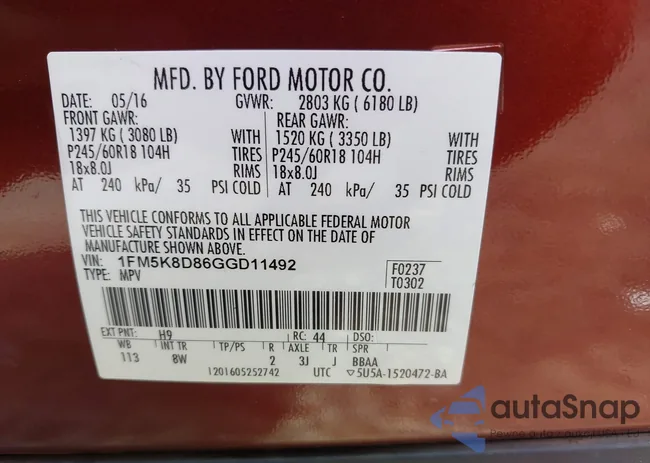 MFD. BY FORD MOTOR CO.
DATE: 05/16 GVWR: 2803 KG ( 6180 LB)
FRONT GAWR: REAR GAWR:
1397 KG ( 3080 LB) WITH 1520 KG ( 3350 LB) WITH
P245/60R18 104H TIRES P245/60R18 104H TIRES
18x8.0J RIMS 18x8.0J RIMS
AT 240 kPa/ 35 PSI COLD AT 240 kPa/ 35 PSI COLD
THIS VEHICLE CONFORMS TO ALL APPLICABLE FEDERAL MOTOR
VEHICLE SAFETY STANDARDS IN EFFECT ON THE DATE OF
MANUFACTURE SHOWN ABOVE.
VIN: 1FM5K8D86GGD11492 F0237
TYPE: MPV T0302
EXT PNT: H9 RC: 44 DSO:
WB INT TR TP/PS R AXLE TR SPR
113 8W 2 3J J BBAA
1201605252742 UTC ▽5U5A-1520472-BA
autaSnap